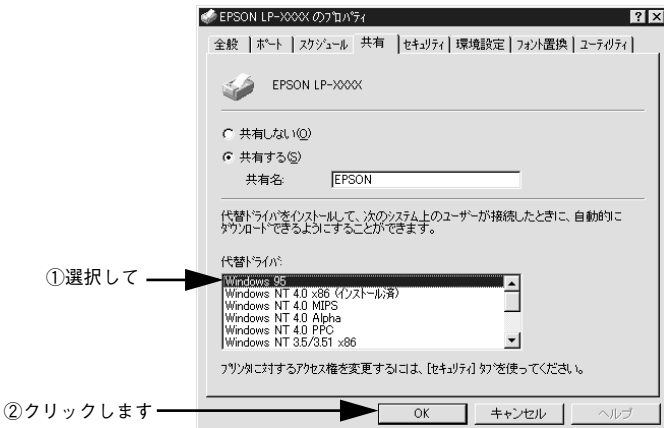 EPSON LP-XXXX のﾌﾟﾛﾊﾟﾃｨ
全般 ﾎﾟｰﾄ ｽｹｼﾞｭｰﾙ 共有 ｾｷｭﾘﾃｨ 環境設定 ﾌｫﾝﾄ置換 ﾕｰﾃｨﾘﾃｨ
EPSON LP-XXXX
共有しない(O)
共有する(S)
共有名: EPSON
代替ﾄﾞﾗｲﾊﾞをｲﾝｽﾄｰﾙして、次のｼｽﾃﾑ上のﾕｰｻﾞｰが接続したときに、自動的に
ﾀﾞｳﾝﾛｰﾄﾞできるようにすることができます。
代替ﾄﾞﾗｲﾊﾞ:
①選択して
Windows 95
Windows NT 4.0 x86 (ｲﾝｽﾄｰﾙ済)
Windows NT 4.0 MIPS
Windows NT 4.0 Alpha
Windows NT 4.0 PPC
Windows NT 3.5/3.51 x86
ﾌﾟﾘﾝﾀに対するｱｸｾｽ権を変更するには、[ｾｷｭﾘﾃｨ] ﾀﾌﾞを使ってください。
②クリックします
OK キャンセル ヘルプ